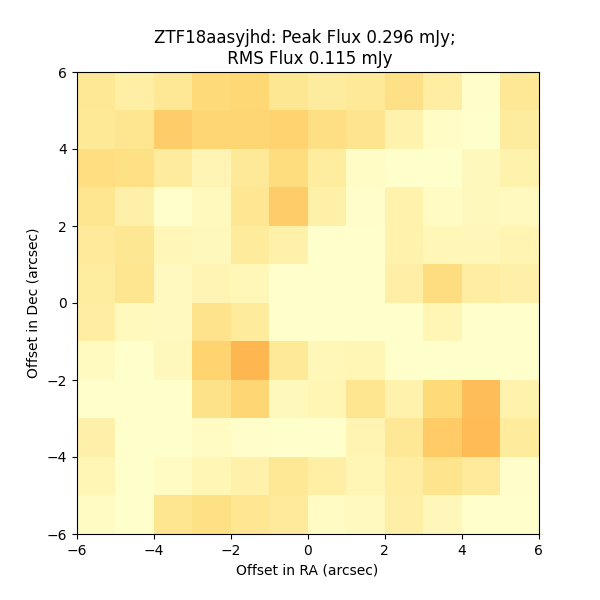 ZTF18aasyjhd: Peak Flux 0.296 mJy;
RMS Flux 0.115 mJy
6
4
2
0
−2
−4
−6
Offset in Dec (arcsec)
−6 −4 −2 0 2 4 6
Offset in RA (arcsec)